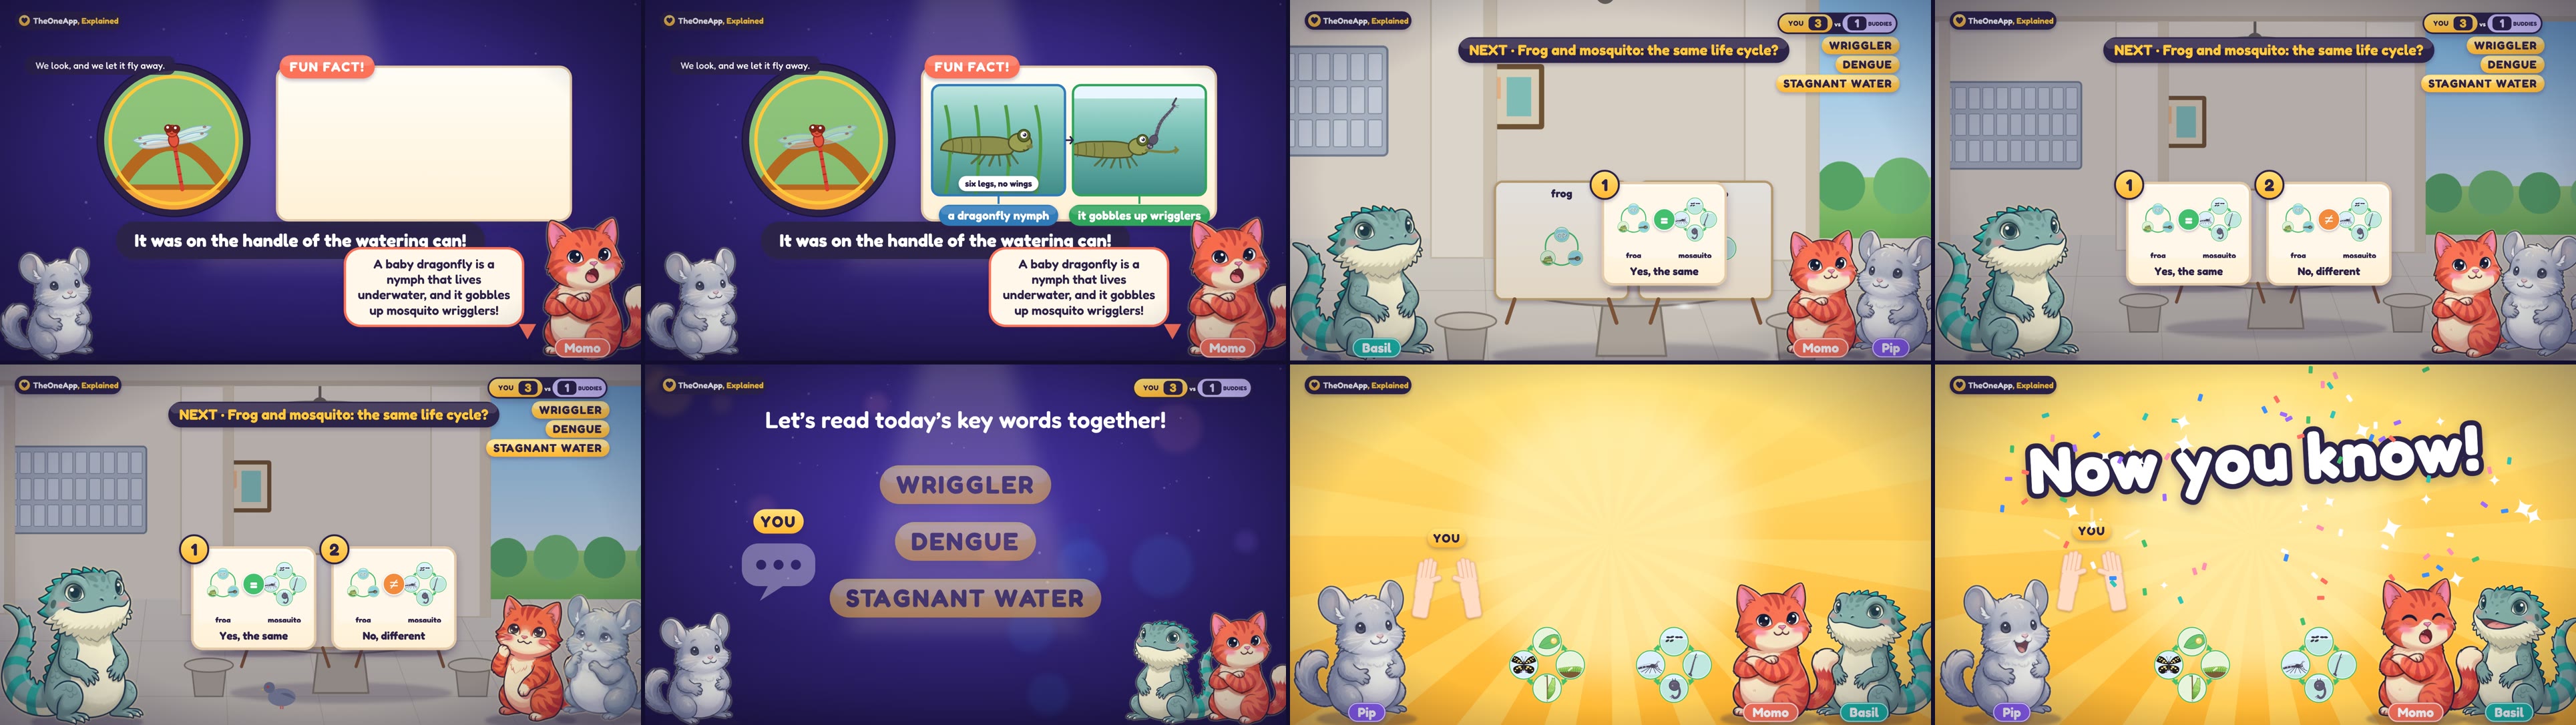 TheOneApp, Explained
We look, and we let it fly away.
FUN FACT!
It was on the handle of the watering can!
A baby dragonfly is a
nymph that lives
underwater, and it gobbles
up mosquito wrigglers!
Momo
TheOneApp, Explained
We look, and we let it fly away.
FUN FACT!
six legs, no wings
a dragonfly nymph
it gobbles up wrigglers
It was on the handle of the watering can!
A baby dragonfly is a
nymph that lives
underwater, and it gobbles
up mosquito wrigglers!
Momo
TheOneApp, Explained
YOU 3 vs 1 BUDDIES
NEXT · Frog and mosquito: the same life cycle?
WRIGGLER
DENGUE
STAGNANT WATER
frog
1
=
frog mosquito
Yes, the same
Basil
Momo
Pip
TheOneApp, Explained
YOU 3 vs 1 BUDDIES
NEXT · Frog and mosquito: the same life cycle?
WRIGGLER
DENGUE
STAGNANT WATER
1
2
=
≠
frog mosquito
frog mosquito
Yes, the same
No, different
TheOneApp, Explained
YOU 3 vs 1 BUDDIES
NEXT · Frog and mosquito: the same life cycle?
WRIGGLER
DENGUE
STAGNANT WATER
1
2
=
≠
frog mosquito
frog mosquito
Yes, the same
No, different
TheOneApp, Explained
YOU 3 vs 1 BUDDIES
Let's read today's key words together!
WRIGGLER
YOU
DENGUE
STAGNANT WATER
TheOneApp, Explained
YOU
Pip
Momo
Basil
TheOneApp, Explained
Now you know!
YOU
Pip
Momo
Basil